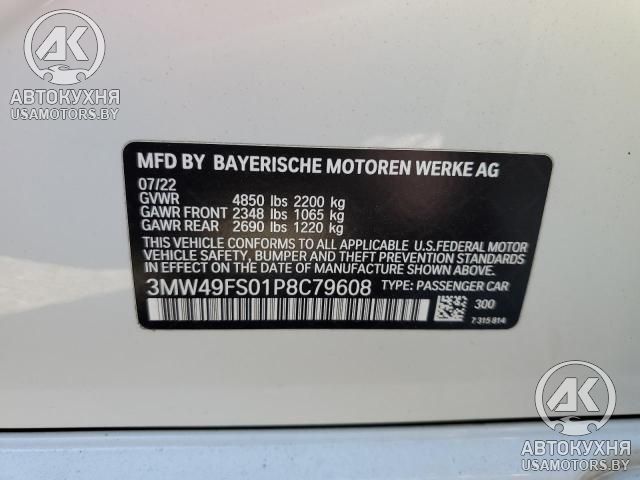 AK
АВТОКУХНЯ
USAMOTORS.BY
MFD BY BAYERISCHE MOTOREN WERKE AG
07/22
GVWR 4850 lbs 2200 kg
GAWR FRONT 2348 lbs 1065 kg
GAWR REAR 2690 lbs 1220 kg
THIS VEHICLE CONFORMS TO ALL APPLICABLE U.S.FEDERAL MOTOR
VEHICLE SAFETY, BUMPER AND THEFT PREVENTION STANDARDS IN
EFFECT ON THE DATE OF MANUFACTURE SHOWN ABOVE.
3MW49FS01P8C79608 TYPE: PASSENGER CAR
300
7 315 814
AK
АВТОКУХНЯ
USAMOTORS.BY